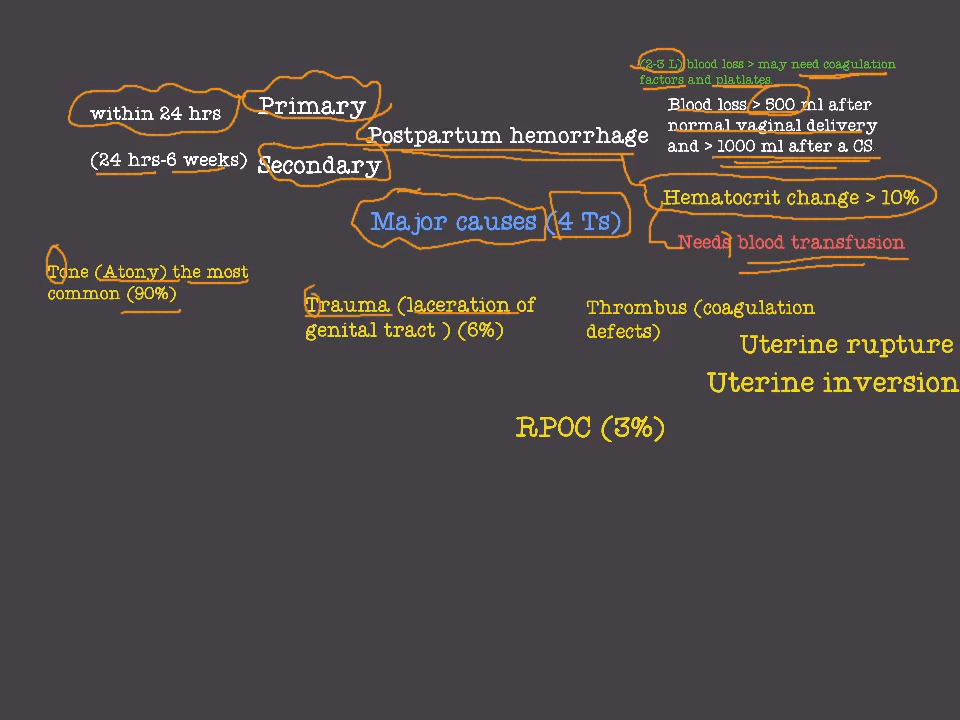 (2-3 L) blood loss > may need coagulation
factors and platlates
within 24 hrs
Primary
Blood loss > 500 ml after
normal vaginal delivery
and > 1000 ml after a CS.
Postpartum hemorrhage
(24 hrs-6 weeks)
Secondary
Hematocrit change > 10%
Major causes (4 Ts)
Needs blood transfusion
Tone (Atony) the most
common (90%)
Trauma (laceration of
genital tract ) (6%)
Thrombus (coagulation
defects)
Uterine rupture
Uterine inversion
RPOC (3%)